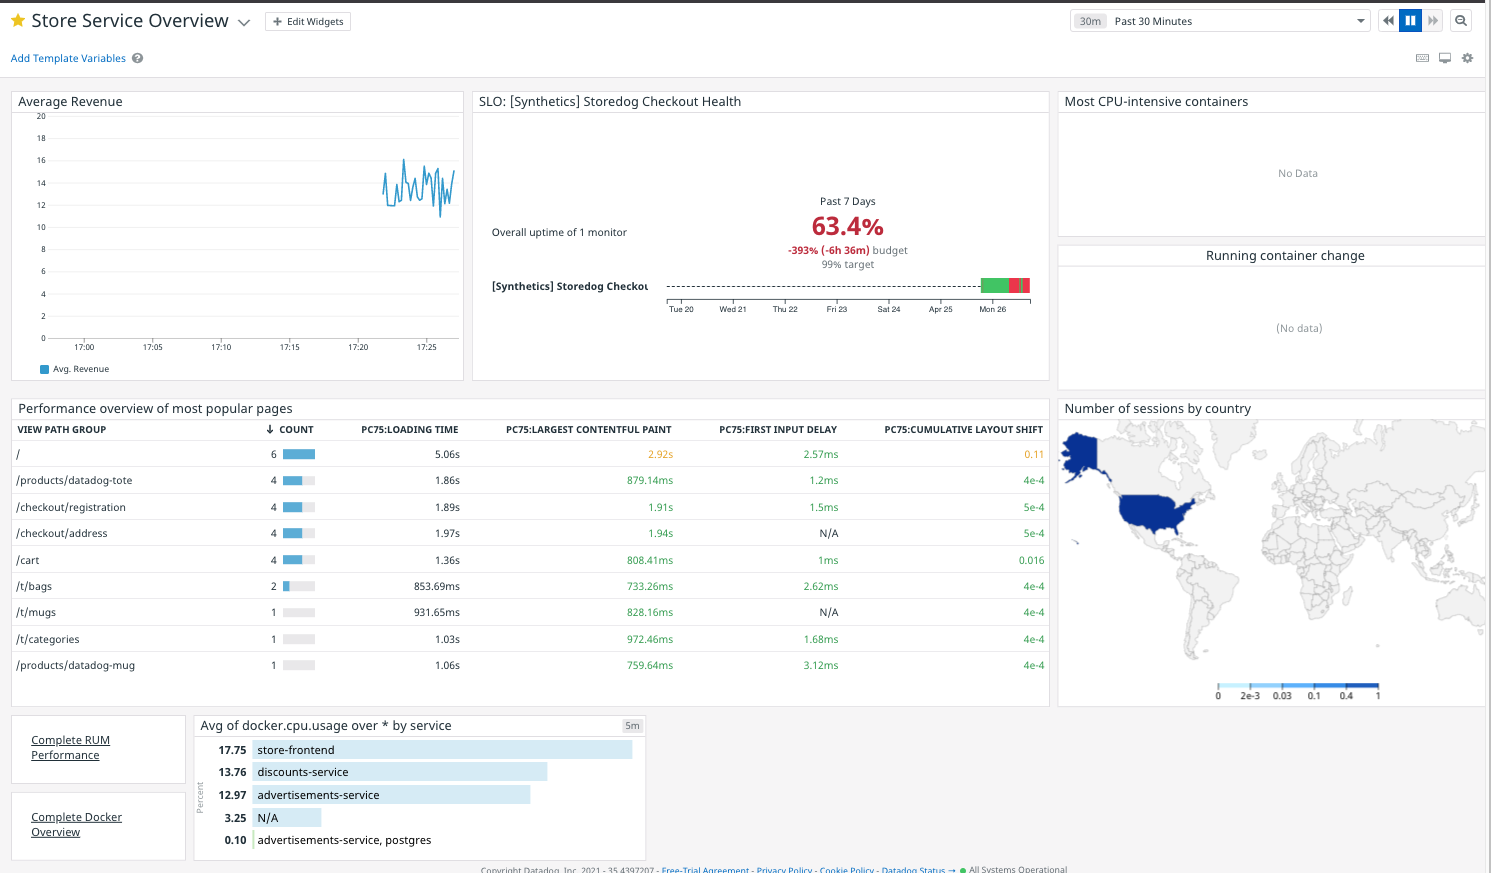 Store Service Overview
Edit Widgets
30m Past 30 Minutes
Add Template Variables ?
Average Revenue
20
18
16
14
12
10
8
6
4
2
0
17:00 17:05 17:10 17:15 17:20 17:25
Avg. Revenue
SLO: [Synthetics] Storedog Checkout Health
Past 7 Days
Overall uptime of 1 monitor
63.4%
-393% (-6h 36m) budget
99% target
[Synthetics] Storedog Checkou
Tue 20 Wed 21 Thu 22 Fri 23 Sat 24 Apr 25 Mon 26
Most CPU-intensive containers
No Data
Running container change
(No data)
Performance overview of most popular pages
VIEW PATH GROUP COUNT PC75:LOADING TIME PC75:LARGEST CONTENTFUL PAINT PC75:FIRST INPUT DELAY PC75:CUMULATIVE LAYOUT SHIFT
/ 6 5.06s 2.92s 2.57ms 0.11
/products/datadog-tote 4 1.86s 879.14ms 1.2ms 4e-4
/checkout/registration 4 1.89s 1.91s 1.5ms 5e-4
/checkout/address 4 1.97s 1.94s N/A 5e-4
/cart 4 1.36s 808.41ms 1ms 0.016
/t/bags 2 853.69ms 733.26ms 2.62ms 4e-4
/t/mugs 1 931.65ms 828.16ms N/A 4e-4
/t/categories 1 1.03s 972.46ms 1.68ms 4e-4
/products/datadog-mug 1 1.06s 759.64ms 3.12ms 4e-4
Number of sessions by country
0 2e-3 0.03 0.1 0.4 1
Complete RUM
Performance
Complete Docker
Overview
Avg of docker.cpu.usage over * by service 5m
Percent
17.75 store-frontend
13.76 discounts-service
12.97 advertisements-service
3.25 N/A
0.10 advertisements-service, postgres
Copyright Datadog, Inc. 2021 - 35.4397207 - Free-Trial Agreement - Privacy Policy - Cookie Policy - Datadog Status → All Systems Operational